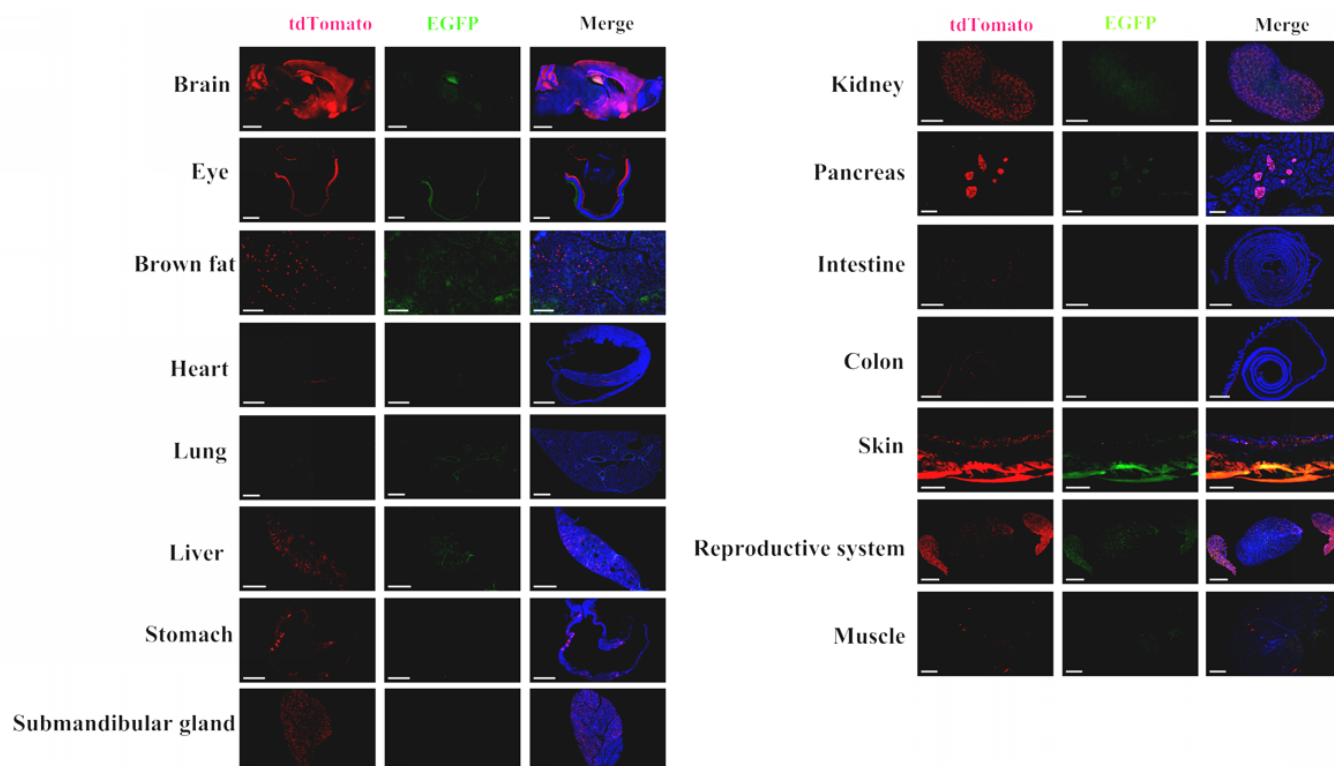 tdTomato EGFP Merge
Brain
Eye
Brown fat
Heart
Lung
Liver
Stomach
Submandibular gland
tdTomato EGFP Merge
Kidney
Pancreas
Intestine
Colon
Skin
Reproductive system
Muscle